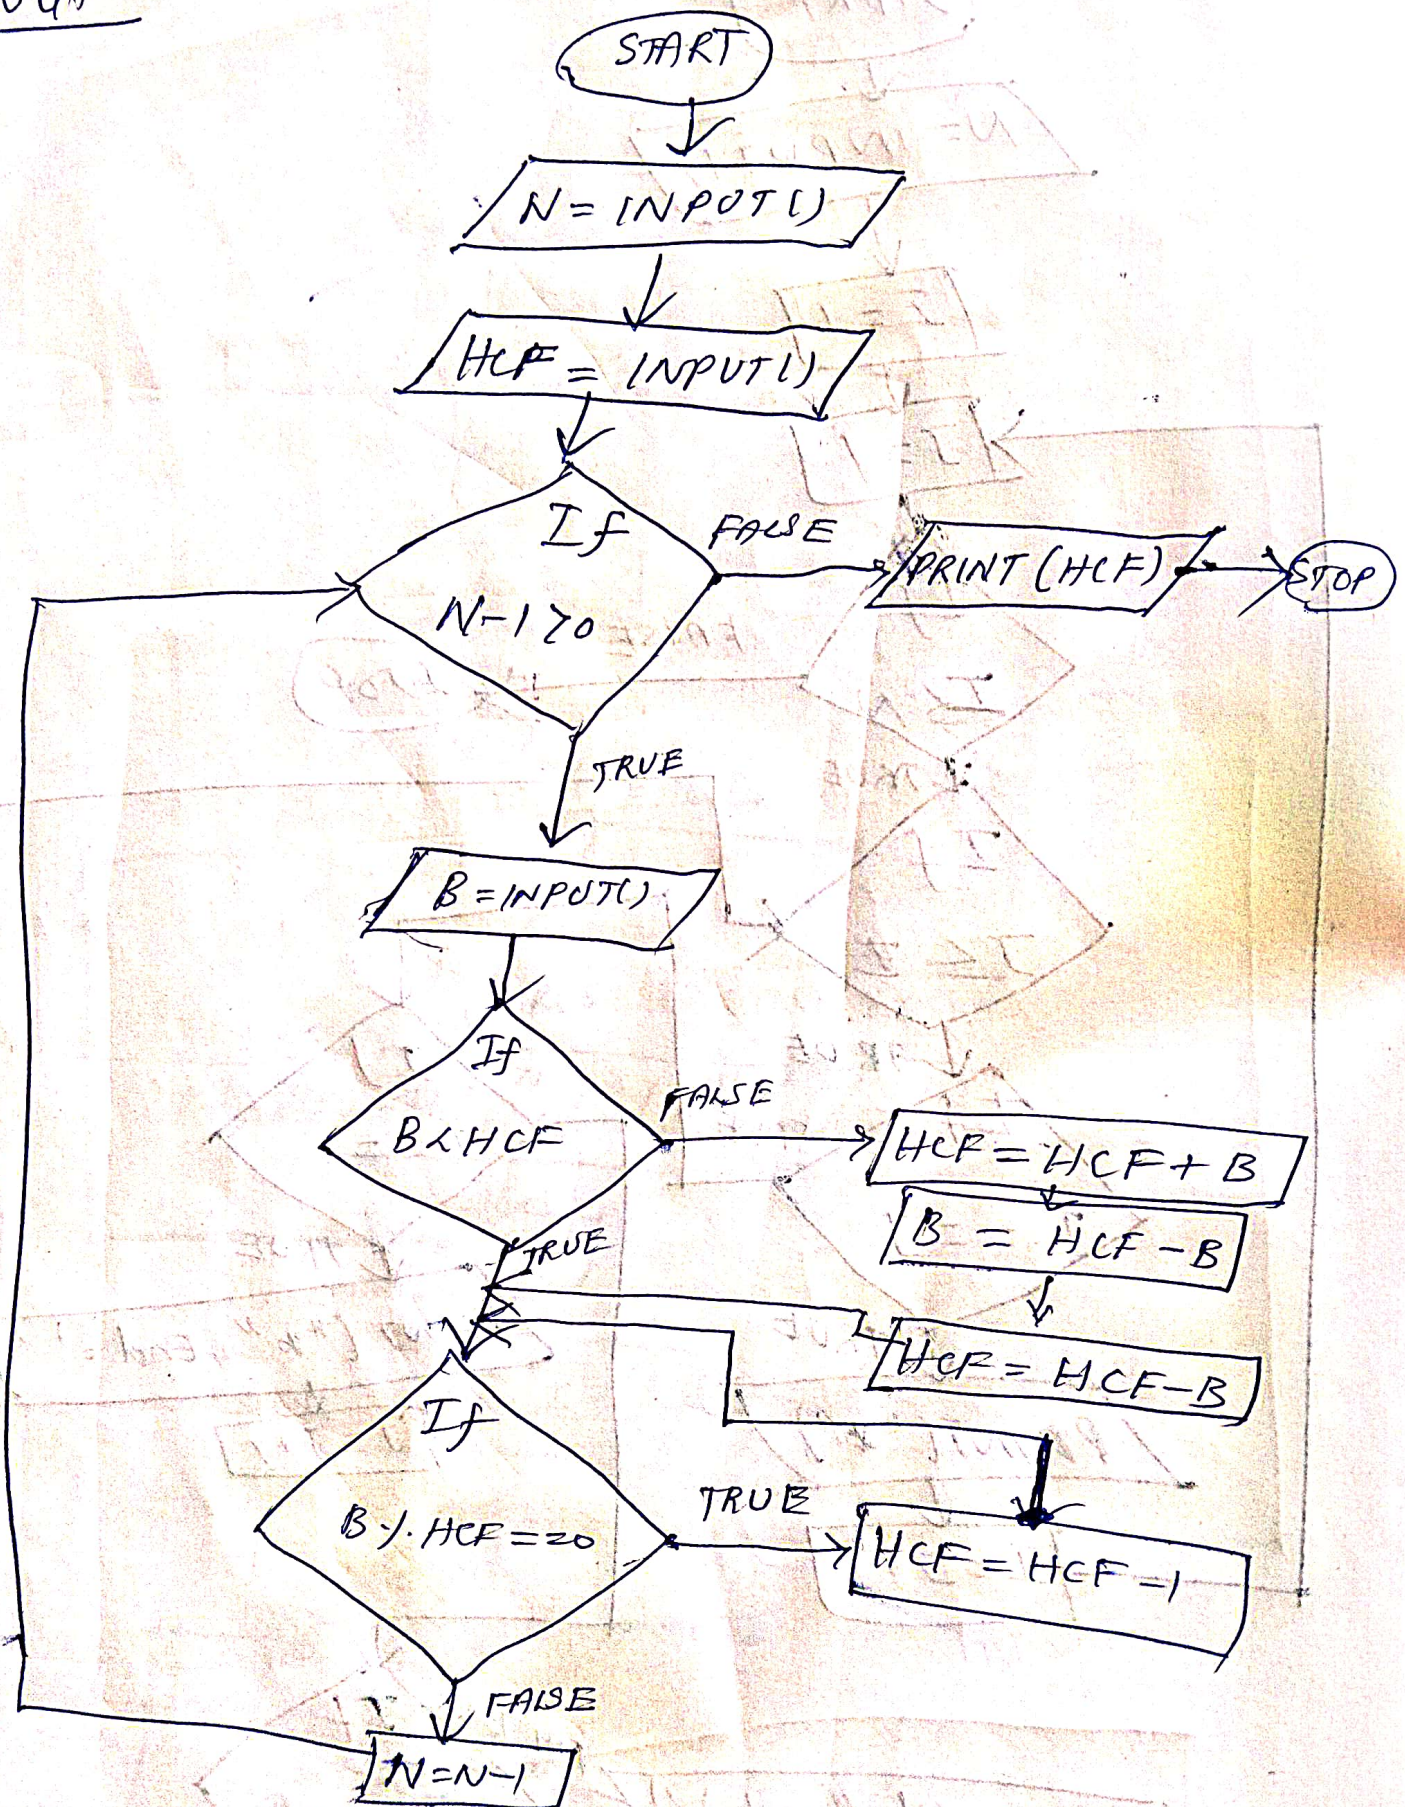 START
N = INPUT()
HCF = INPUT()
If
N-1>0
FALSE
PRINT (HCF)
STOP
TRUE
B = INPUT()
If
B<HCF
FALSE
HCF = HCF + B
B = HCF - B
HCF = HCF-B
TRUE
If
B % HCF = 20
TRUE
HCF = HCF - 1
FALSE
N=N-1